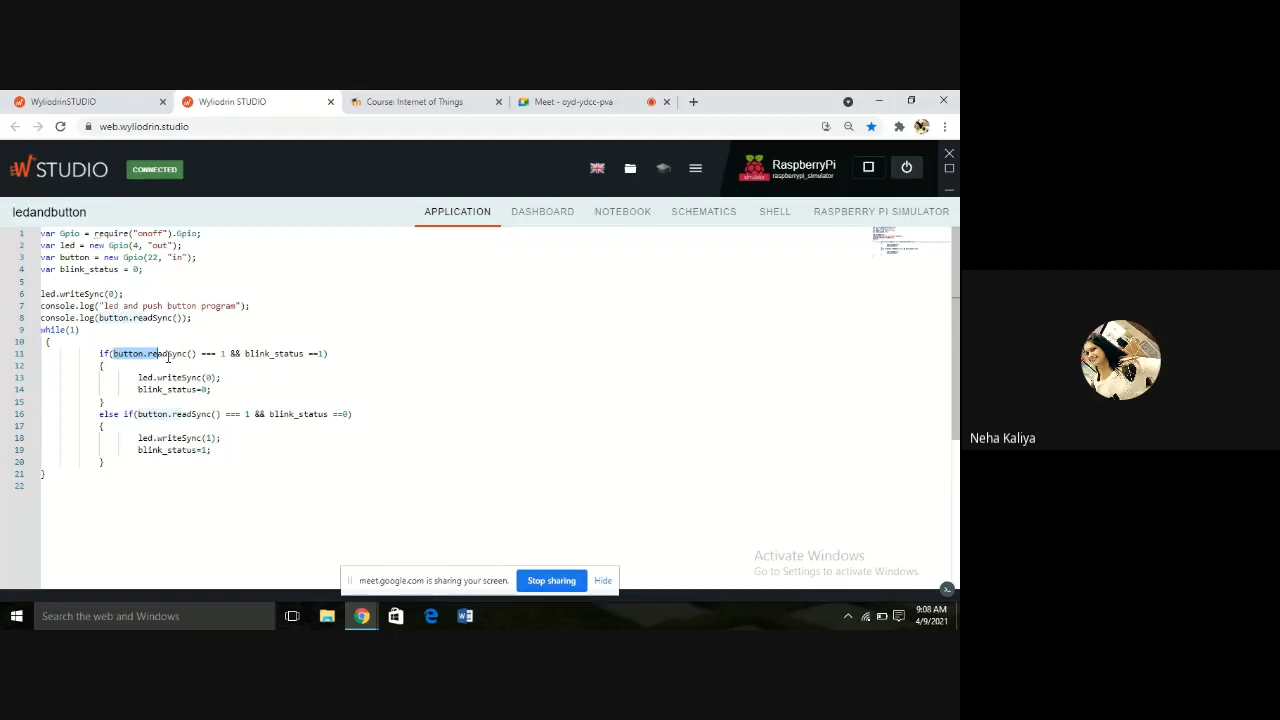 WyliodrinSTUDIO
Wyliodrin STUDIO
Course: Internet of Things
Meet - oyd-ydcc-pva
web.wyliodrin.studio
STUDIO
CONNECTED
RaspberryPi
raspberrypi_simulator
ledandbutton
APPLICATION
DASHBOARD
NOTEBOOK
SCHEMATICS
SHELL
RASPBERRY PI SIMULATOR
1 var Gpio = require("onoff").Gpio;
2 var led = new Gpio(4, "out");
3 var button = new Gpio(22, "in");
4 var blink_status = 0;
5
6 led.writeSync(0);
7 console.log("led and push button program");
8 console.log(button.readSync());
9 while(1)
10 {
11 if(button.readSync() === 1 && blink_status ==1)
12 {
13 led.writeSync(0);
14 blink_status=0;
15 }
16 else if(button.readSync() === 1 && blink_status ==0)
17 {
18 led.writeSync(1);
19 blink_status=1;
20 }
21 }
22
Neha Kaliya
Activate Windows
Go to Settings to activate Windows.
meet.google.com is sharing your screen.
Stop sharing
Hide
Search the web and Windows
9:08 AM
4/9/2021